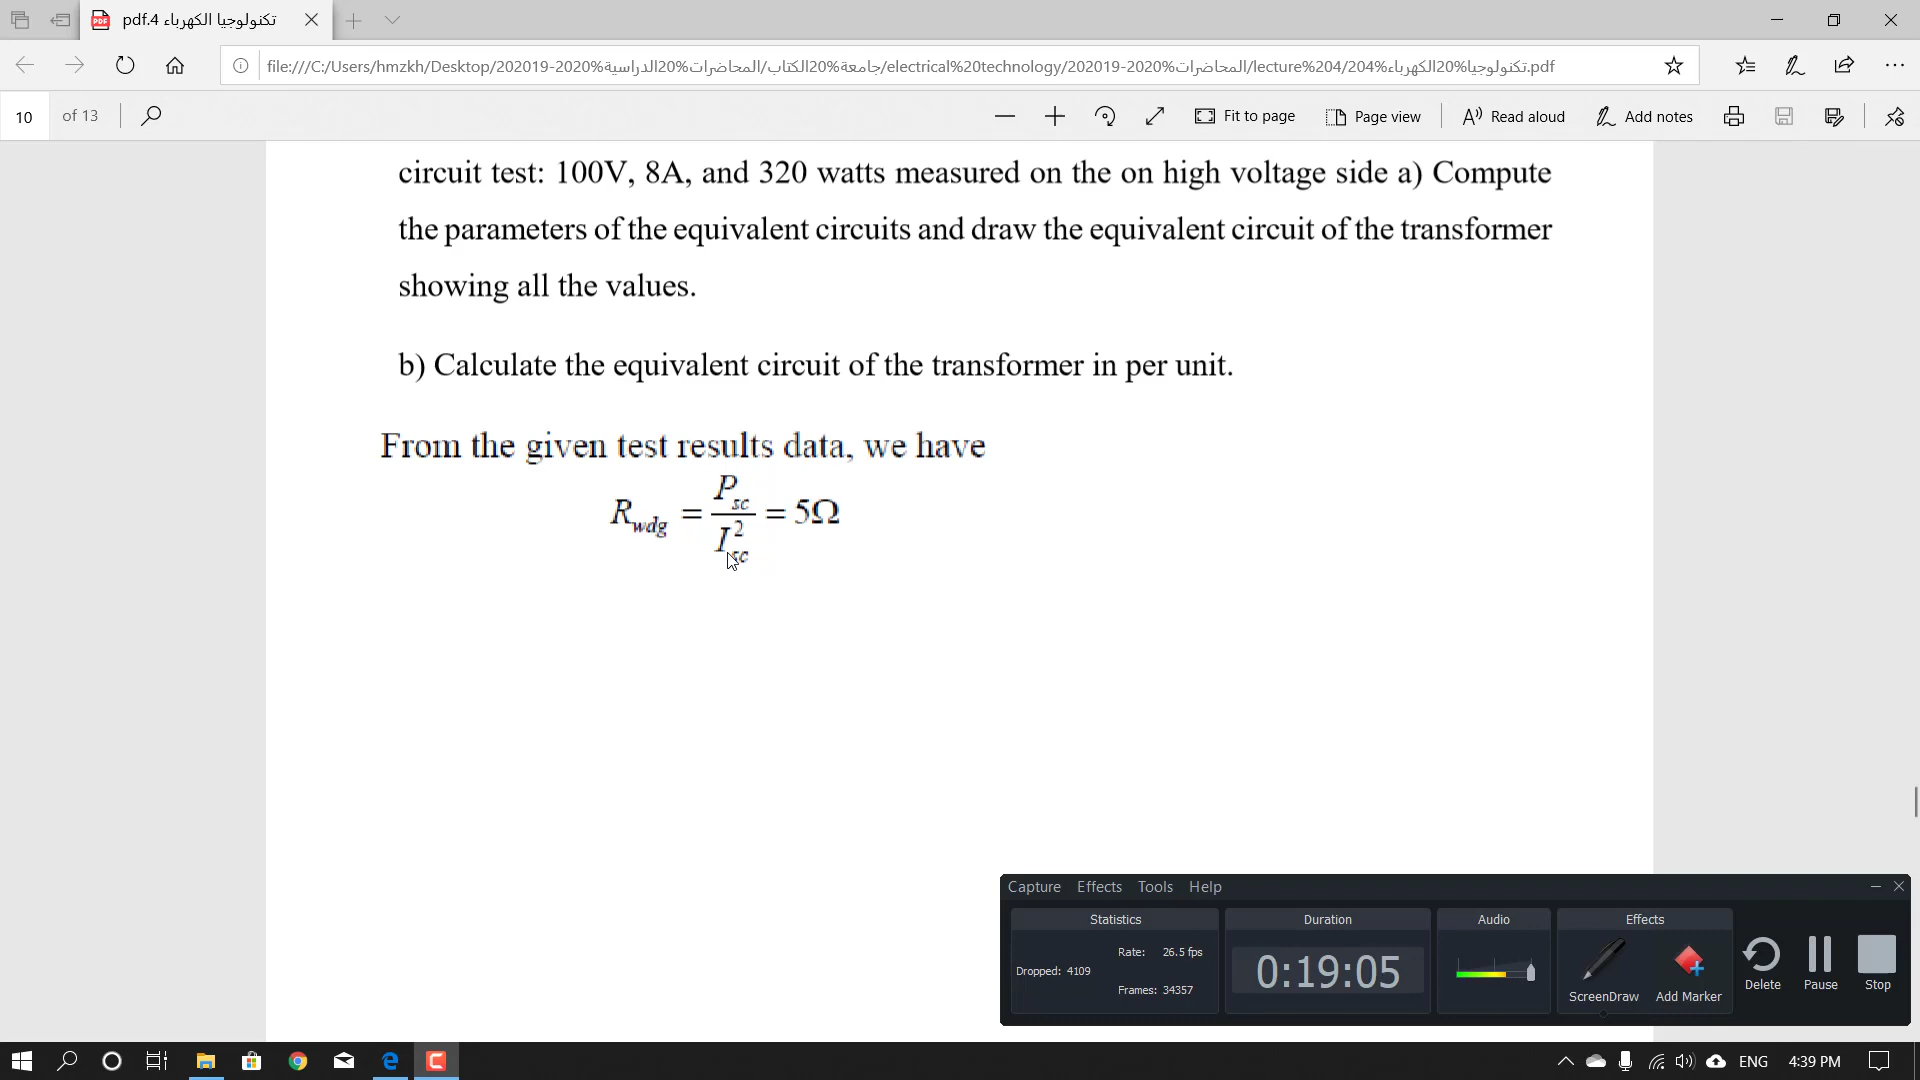 تكنولوجيا الكهرباء 4.pdf
file:///C:/Users/hmzkh/Desktop/202019-2020%المحاضرات/الكتاب%20جامعة/الدراسية%20المحاضرات/electrical%20technology/202019-2020%المحاضرات/lecture%204/204%الكهرباء%20تكنولوجيا.pdf
10 of 13
Fit to page
Page view
Read aloud
Add notes
circuit test: 100V, 8A, and 320 watts measured on the on high voltage side a) Compute
the parameters of the equivalent circuits and draw the equivalent circuit of the transformer
showing all the values.
b) Calculate the equivalent circuit of the transformer in per unit.
From the given test results data, we have
R_wdg = P_sc / I_sc^2 = 5Ω
Capture Effects Tools Help
Statistics Duration Audio Effects
Rate: 26.5 fps
Dropped: 4109
Frames: 34357
0:19:05
ScreenDraw Add Marker Delete Pause Stop
ENG 4:39 PM